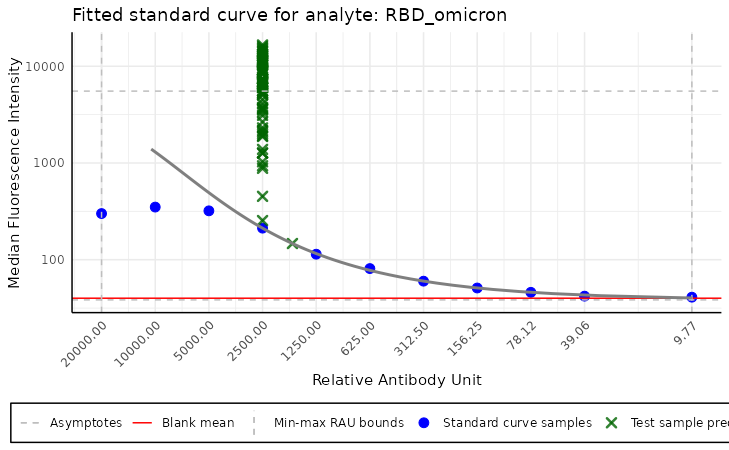 Fitted standard curve for analyte: RBD_omicron
Median Fluorescence Intensity
10000
1000
100
20000.00
10000.00
5000.00
2500.00
1250.00
625.00
312.50
156.25
78.12
39.06
9.77
Relative Antibody Unit
Asymptotes
Blank mean
Min-max RAU bounds
Standard curve samples
Test sample pre